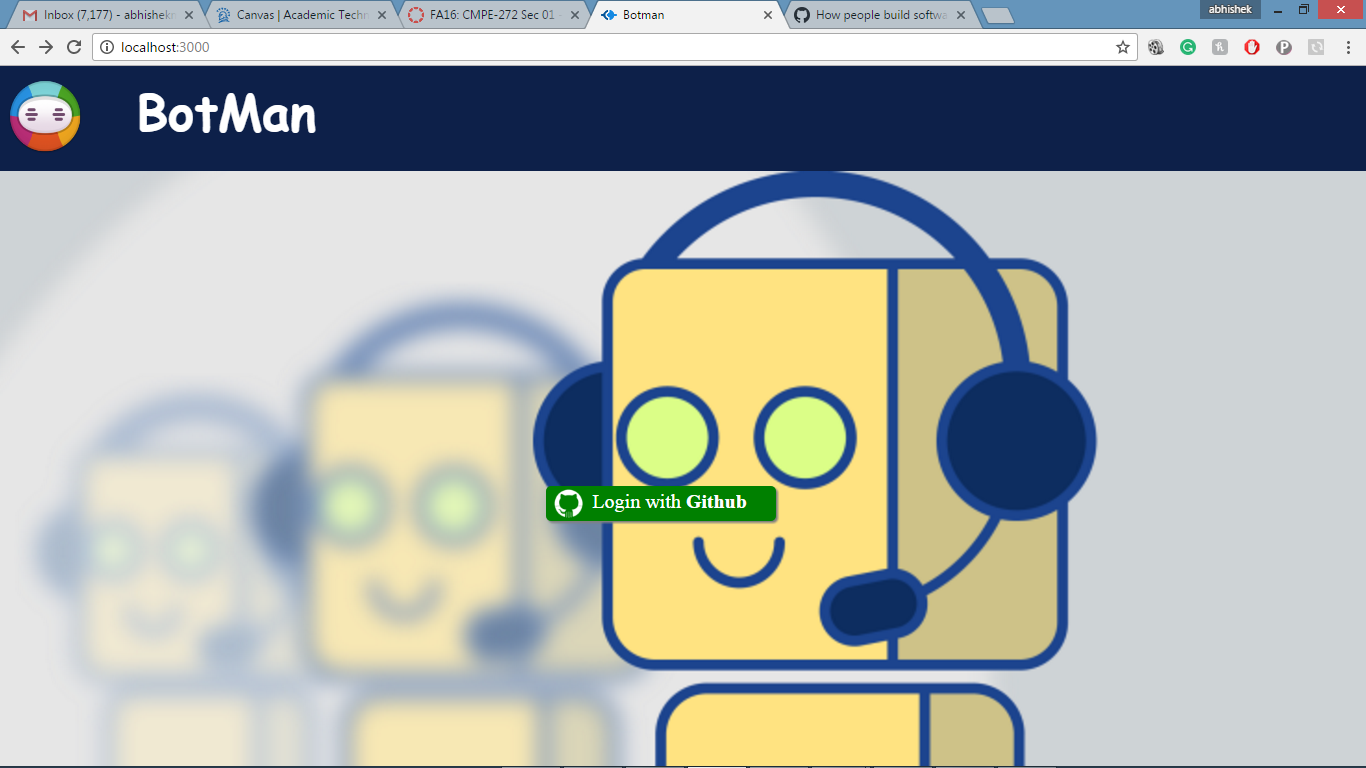 Inbox (7,177) - abhishekn
Canvas | Academic Techn
FA16: CMPE-272 Sec 01 -
Botman
How people build softwa
abhishek
localhost:3000
BotMan
Login with Github